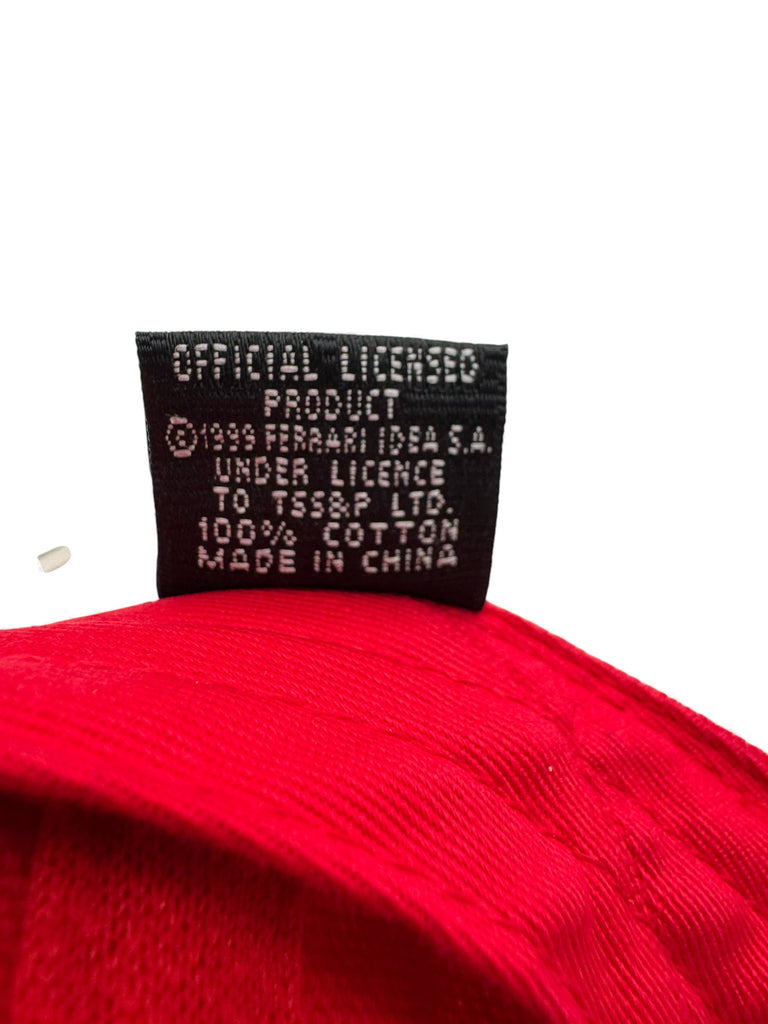 OFFICIAL LICENSED
PRODUCT
©1999 FERRARI IDEA S.A.
UNDER LICENCE
TO TSS&P LTD.
100% COTTON
MADE IN CHINA